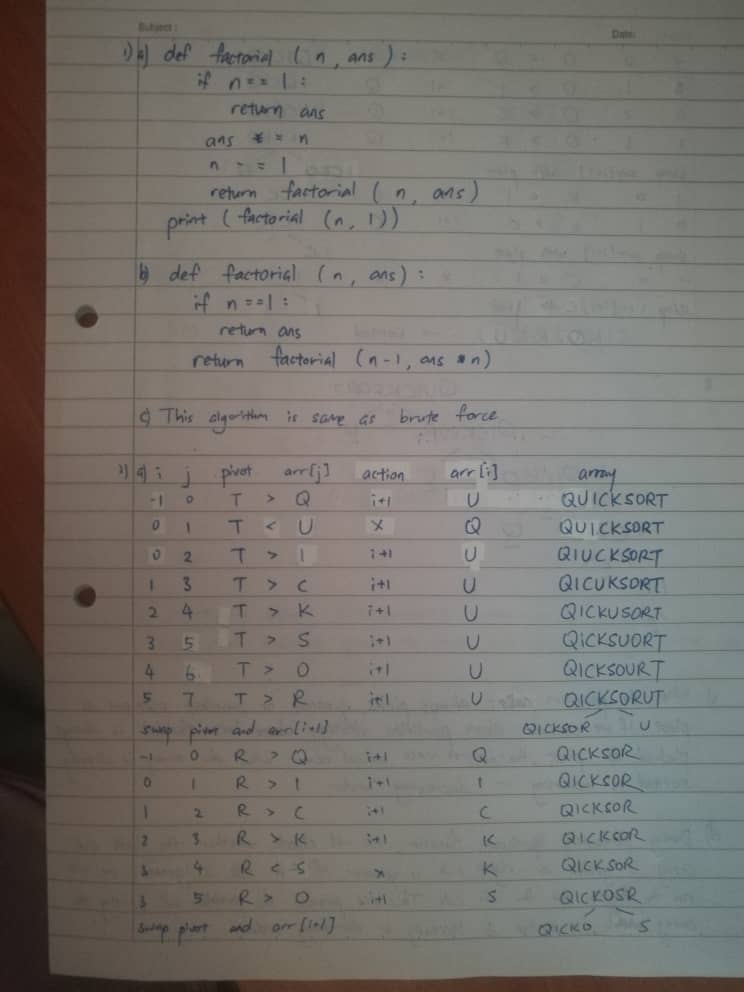 Subject :
Date:
1) a) def factorial ( n , ans ) :
if n == 1 :
return ans
ans *= n
n -= 1
return factorial ( n, ans )
print ( factorial (n, 1))
b) def factorial (n, ans) :
if n ==1 :
return ans
return factorial (n-1, ans *n)
c) This algorithm is same as brute force
2) a) i j pivot arr[j] action arr[i] array
-1 0 T > Q i+1 U QUICKSORT
0 1 T < U X Q QUICKSORT
0 2 T > I i+1 U QIUCKSORT
1 3 T > C i+1 U QICUKSORT
2 4 T > K i+1 U QICKUSORT
3 5 T > S i+1 U QICKSUORT
4 6 T > O i+1 U QICKSOURT
5 7 T > R i+1 U QICKSORUT
swap pivot and arr[i+1] QICKSOR U
-1 0 R > Q i+1 Q QICKSOR
0 1 R > I i+1 I QICKSOR
1 2 R > C i+1 C QICKSOR
2 3 R > K i+1 K QICKSOR
3 4 R < S x K QICKSOR
3 5 R > O i+1 S QICKOSR
swap pivot and arr[i+1] QICKO S